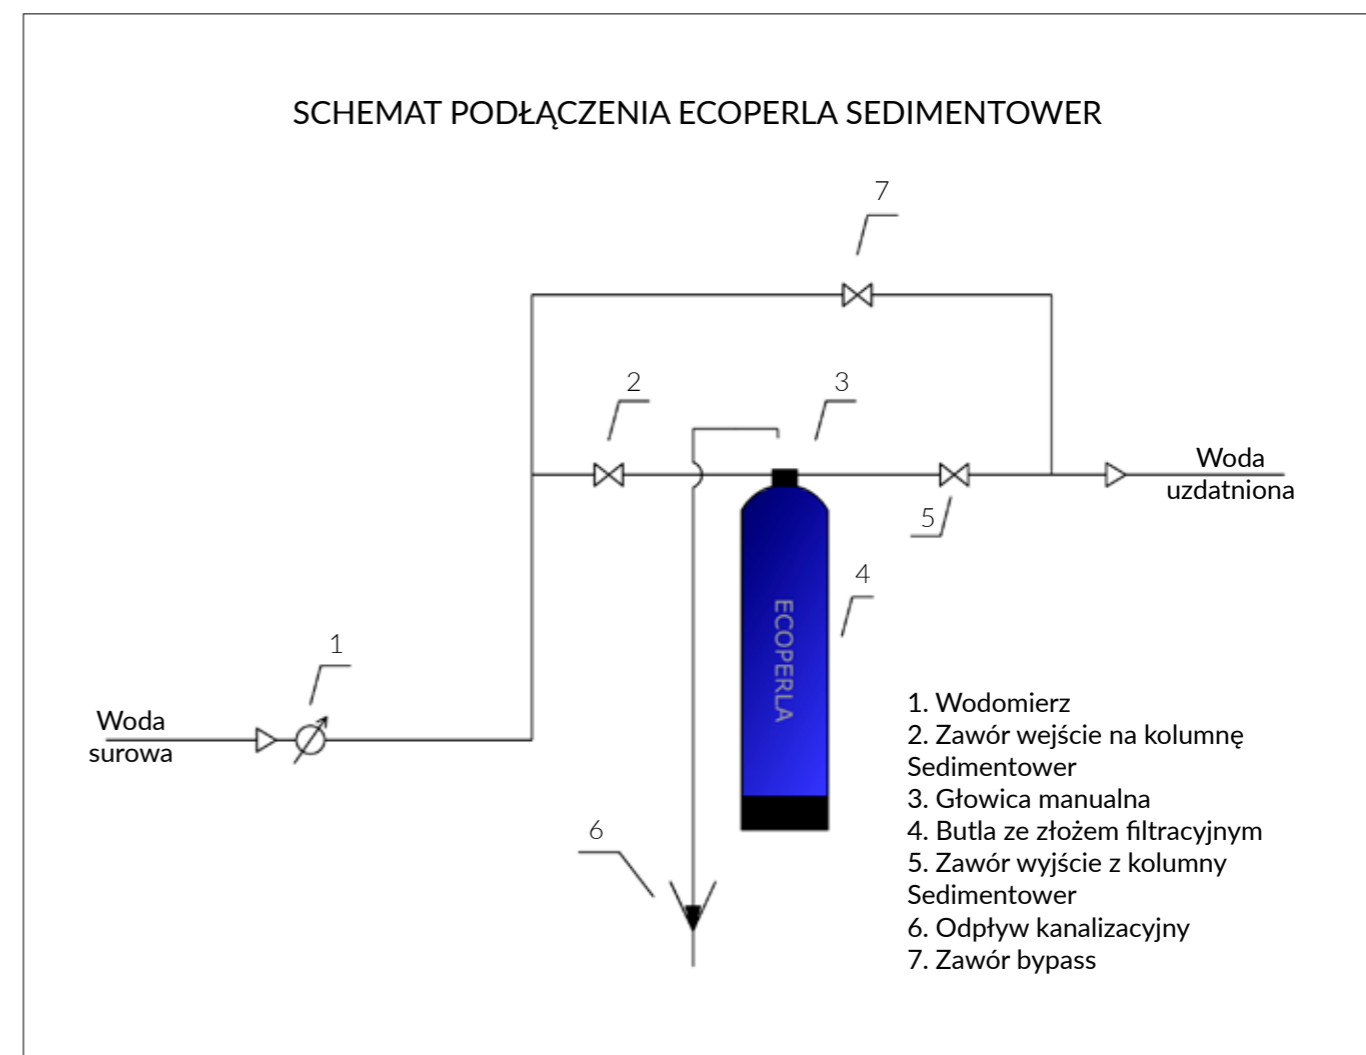 SCHEMAT PODŁĄCZENIA ECOPERLA SEDIMENTOWER
7
2
3
Woda
uzdatniona
5
4
ECOPERLA
1
Woda
surowa
6
1. Wodomierz
2. Zawór wejście na kolumnę
Sedimentower
3. Głowica manualna
4. Butla ze złożem filtracyjnym
5. Zawór wyjście z kolumny
Sedimentower
6. Odpływ kanalizacyjny
7. Zawór bypass